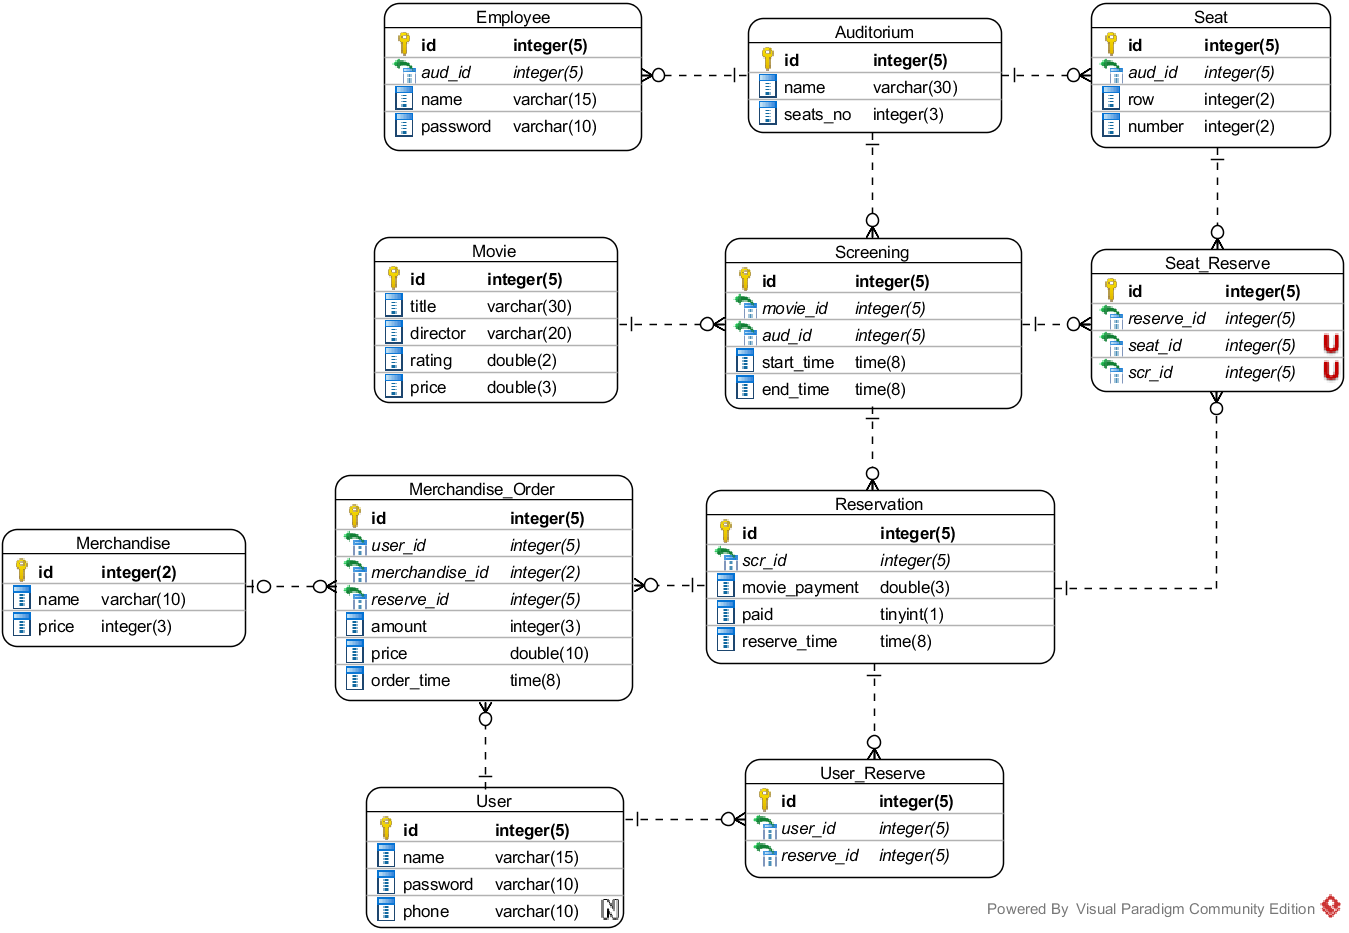 Employee
id integer(5)
aud_id integer(5)
name varchar(15)
password varchar(10)
Auditorium
id integer(5)
name varchar(30)
seats_no integer(3)
Seat
id integer(5)
aud_id integer(5)
row integer(2)
number integer(2)
Movie
id integer(5)
title varchar(30)
director varchar(20)
rating double(2)
price double(3)
Screening
id integer(5)
movie_id integer(5)
aud_id integer(5)
start_time time(8)
end_time time(8)
Seat_Reserve
id integer(5)
reserve_id integer(5)
seat_id integer(5) U
scr_id integer(5) U
Merchandise
id integer(2)
name varchar(10)
price integer(3)
Merchandise_Order
id integer(5)
user_id integer(5)
merchandise_id integer(2)
reserve_id integer(5)
amount integer(3)
price double(10)
order_time time(8)
Reservation
id integer(5)
scr_id integer(5)
movie_payment double(3)
paid tinyint(1)
reserve_time time(8)
User
id integer(5)
name varchar(15)
password varchar(10)
phone varchar(10) N
User_Reserve
id integer(5)
user_id integer(5)
reserve_id integer(5)
Powered By Visual Paradigm Community Edition